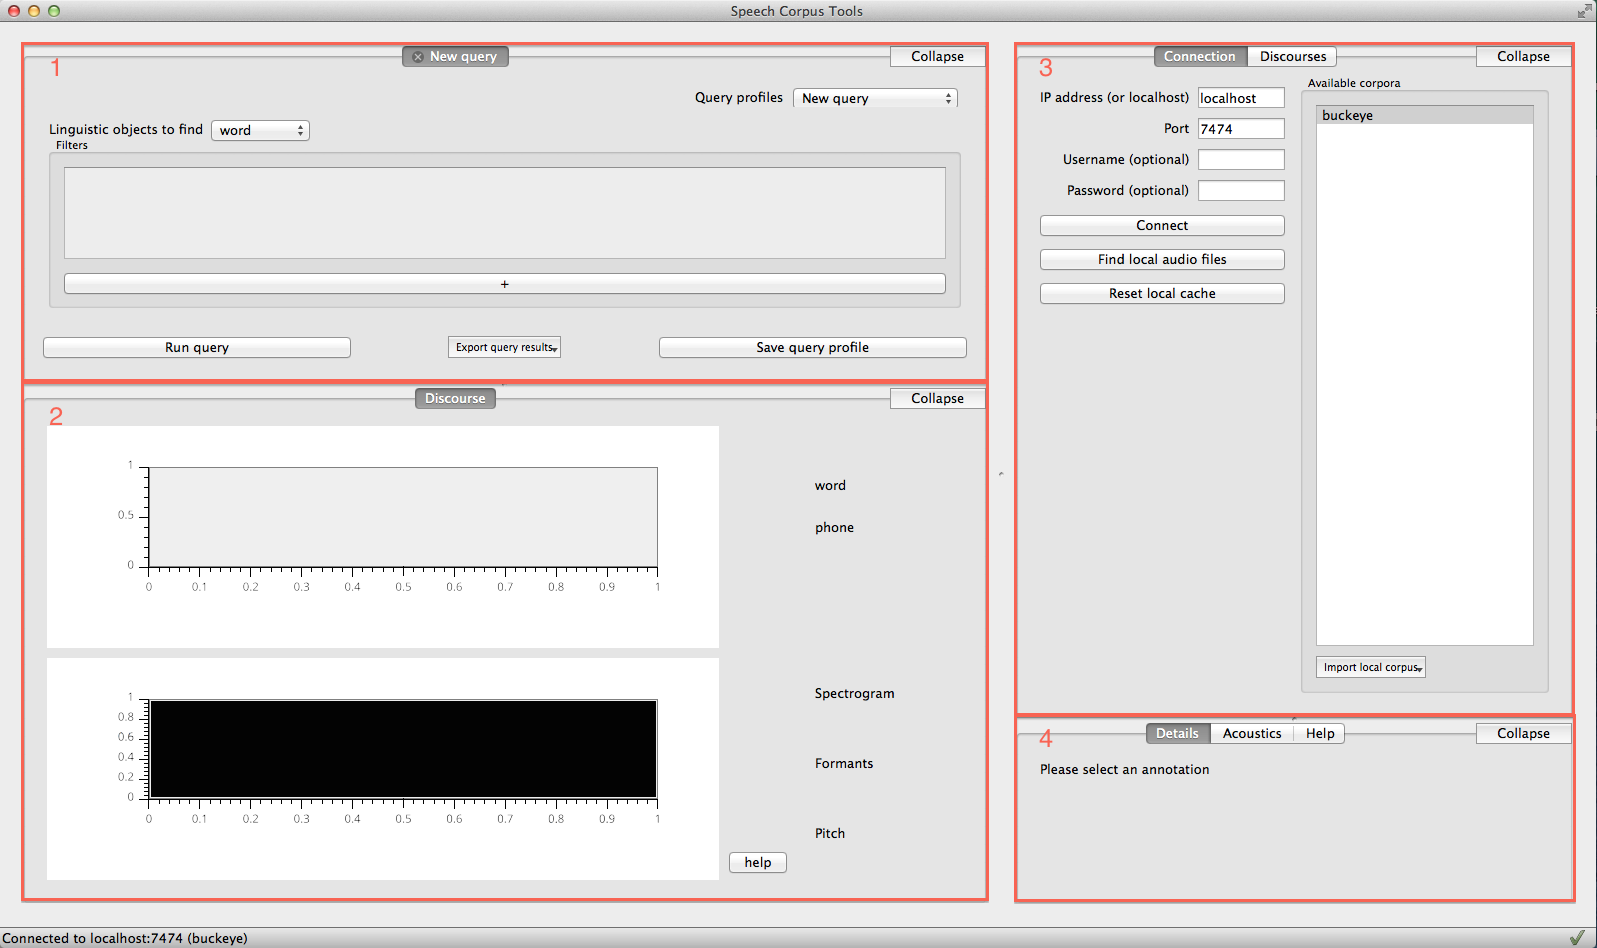 Speech Corpus Tools
1
New query
Collapse
Query profiles New query
Linguistic objects to find word
Filters
+
Run query
Export query results
Save query profile
2
Discourse
Collapse
1
0.5
0
0 0.1 0.2 0.3 0.4 0.5 0.6 0.7 0.8 0.9 1
word
phone
1
0.8
0.6
0.4
0.2
0
0 0.1 0.2 0.3 0.4 0.5 0.6 0.7 0.8 0.9 1
Spectrogram
Formants
Pitch
help
3
Connection Discourses
Collapse
IP address (or localhost) localhost
Port 7474
Username (optional)
Password (optional)
Connect
Find local audio files
Reset local cache
Available corpora
buckeye
Import local corpus
4
Details Acoustics Help
Collapse
Please select an annotation
Connected to localhost:7474 (buckeye)